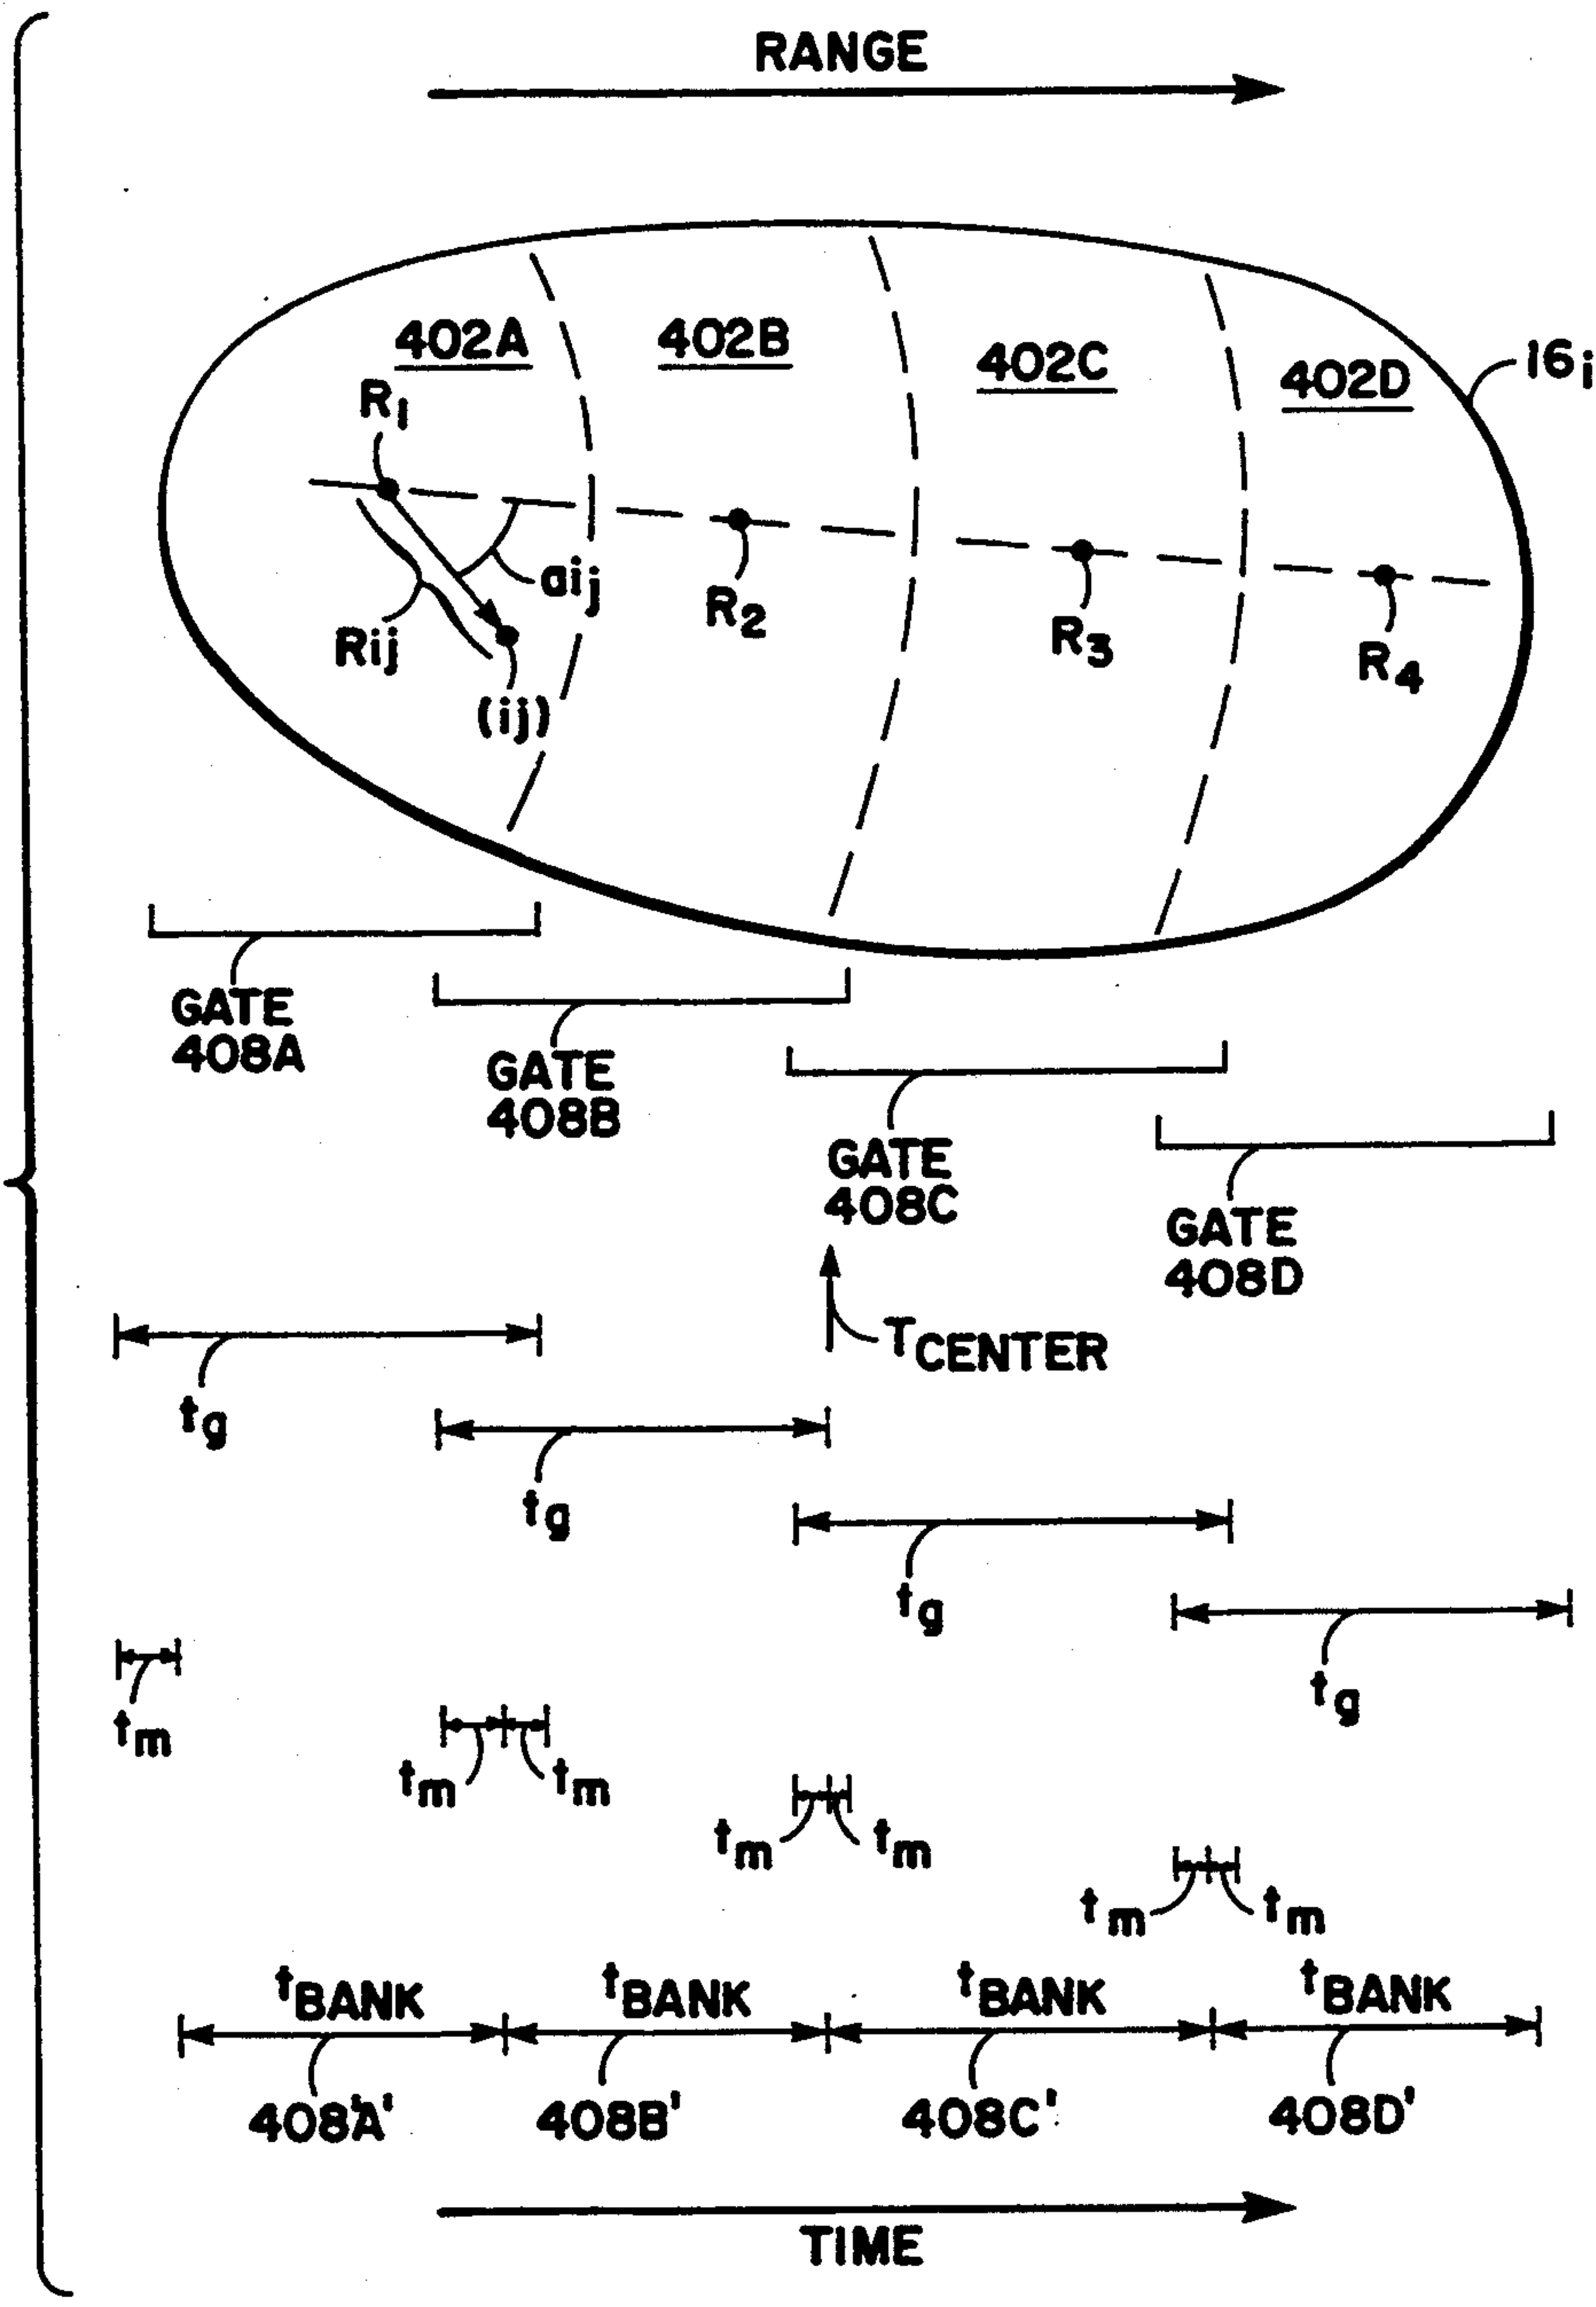 RANGE
402A
402B
402C
402D
16i
R1
aij
Rij
(ij)
R2
R3
R4
GATE
408A
GATE
408B
GATE
408C
GATE
408D
TCENTER
tg
tg
tg
tg
tm
tm tm
tm tm
tm tm
tBANK tBANK tBANK tBANK
408A' 408B' 408C' 408D'
TIME